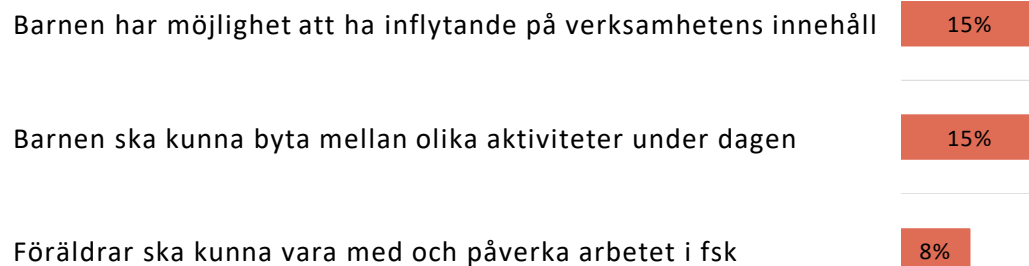 Barnen har möjlighet att ha inflytande på verksamhetens innehåll 15%
Barnen ska kunna byta mellan olika aktiviteter under dagen 15%
Föräldrar ska kunna vara med och påverka arbetet i fsk 8%